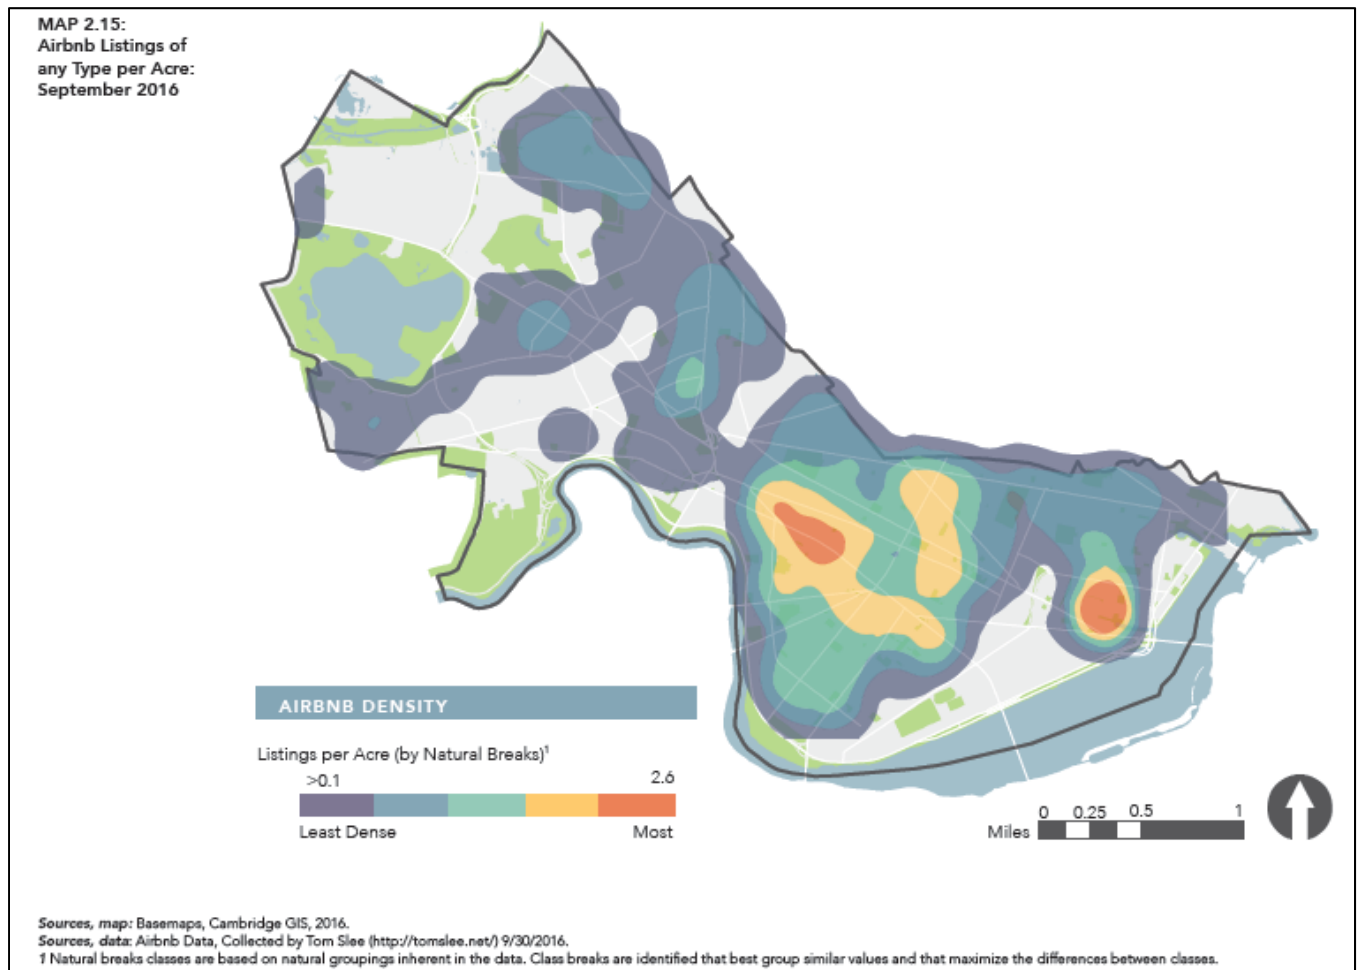 MAP 2.15:
Airbnb Listings of
any Type per Acre:
September 2016
AIRBNB DENSITY
Listings per Acre (by Natural Breaks)¹
>0.1 2.6
Least Dense Most
0 0.25 0.5 1
Miles
Sources, map: Basemaps, Cambridge GIS, 2016.
Sources, data: Airbnb Data, Collected by Tom Slee (http://tomslee.net/) 9/30/2016.
1 Natural breaks classes are based on natural groupings inherent in the data. Class breaks are identified that best group similar values and that maximize the differences between classes.